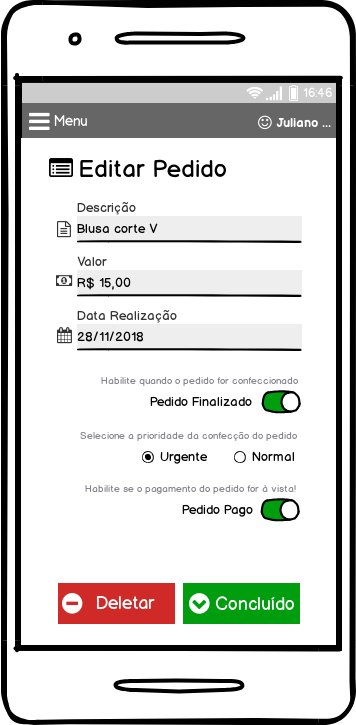 16:46
Menu
Juliano ...
Editar Pedido
Descrição
Blusa corte V
Valor
R$ 15,00
Data Realização
28/11/2018
Habilite quando o pedido for confeccionado
Pedido Finalizado
Selecione a prioridade da confecção do pedido
Urgente Normal
Habilite se o pagamento do pedido for à vista!
Pedido Pago
Deletar Concluído